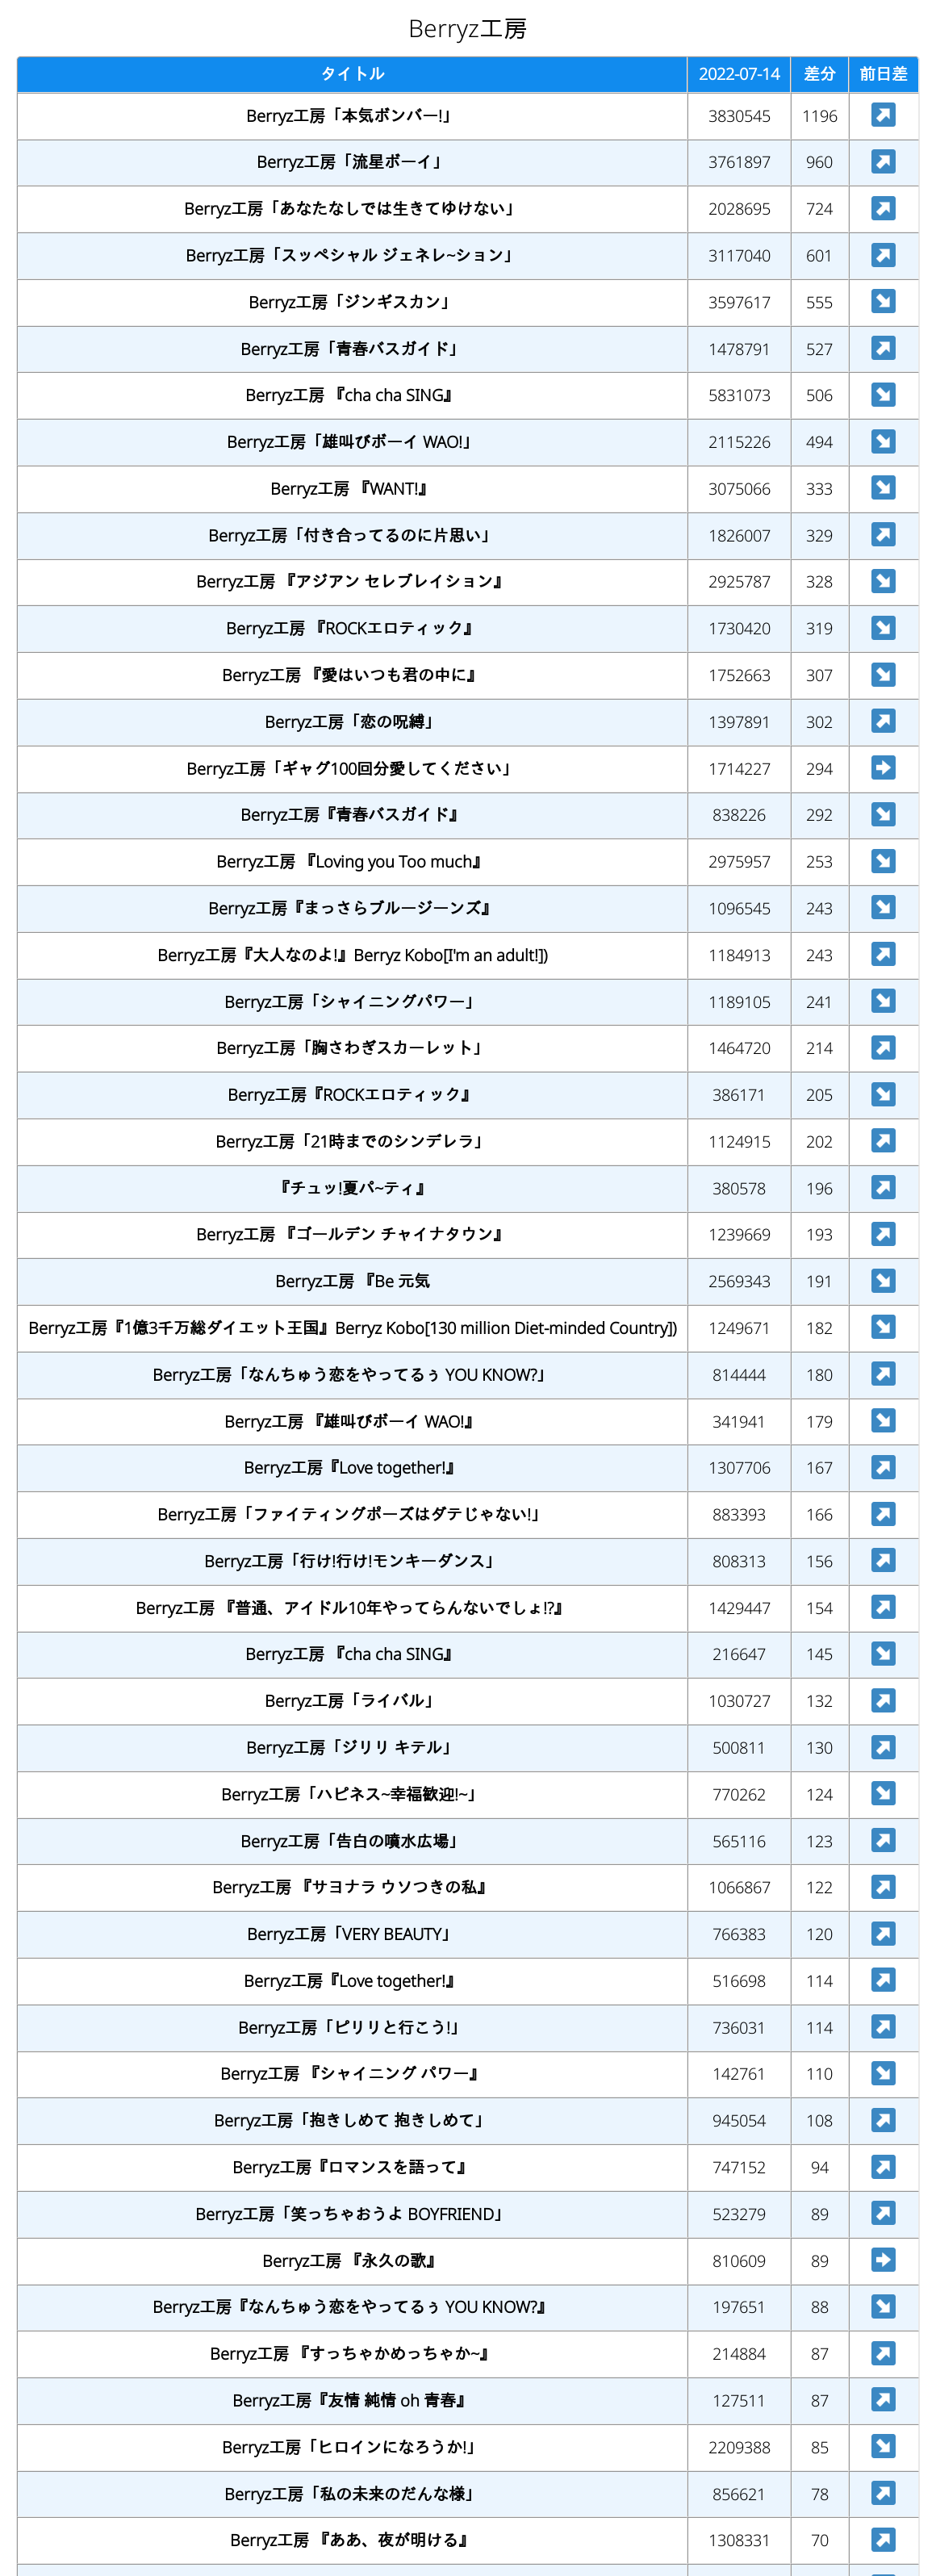 Berryz工房
タイトル 2022-07-14 差分 前日差
Berryz工房「本気ボンバー!」 3830545 1196
Berryz工房「流星ボーイ」 3761897 960
Berryz工房「あなたなしでは生きてゆけない」 2028695 724
Berryz工房「スッペシャル ジェネレ~ション」 3117040 601
Berryz工房「ジンギスカン」 3597617 555
Berryz工房「青春バスガイド」 1478791 527
Berryz工房 『cha cha SING』 5831073 506
Berryz工房「雄叫びボーイ WAO!」 2115226 494
Berryz工房 『WANT!』 3075066 333
Berryz工房「付き合ってるのに片思い」 1826007 329
Berryz工房 『アジアン セレブレイション』 2925787 328
Berryz工房 『ROCKエロティック』 1730420 319
Berryz工房 『愛はいつも君の中に』 1752663 307
Berryz工房「恋の呪縛」 1397891 302
Berryz工房「ギャグ100回分愛してください」 1714227 294
Berryz工房『青春バスガイド』 838226 292
Berryz工房 『Loving you Too much』 2975957 253
Berryz工房『まっさらブルージーンズ』 1096545 243
Berryz工房『大人なのよ!』Berryz Kobo[I'm an adult!]) 1184913 243
Berryz工房「シャイニングパワー」 1189105 241
Berryz工房「胸さわぎスカーレット」 1464720 214
Berryz工房『ROCKエロティック』 386171 205
Berryz工房「21時までのシンデレラ」 1124915 202
『チュッ!夏パ~ティ』 380578 196
Berryz工房 『ゴールデン チャイナタウン』 1239669 193
Berryz工房 『Be 元気 2569343 191
Berryz工房『1億3千万総ダイエット王国』Berryz Kobo[130 million Diet-minded Country]) 1249671 182
Berryz工房「なんちゅう恋をやってるぅ YOU KNOW?」 814444 180
Berryz工房 『雄叫びボーイ WAO!』 341941 179
Berryz工房『Love together!』 1307706 167
Berryz工房「ファイティングポーズはダテじゃない!」 883393 166
Berryz工房「行け!行け!モンキーダンス」 808313 156
Berryz工房 『普通、アイドル10年やってらんないでしょ!?』 1429447 154
Berryz工房 『cha cha SING』 216647 145
Berryz工房「ライバル」 1030727 132
Berryz工房「ジリリ キテル」 500811 130
Berryz工房「ハピネス~幸福歓迎!~」 770262 124
Berryz工房「告白の噴水広場」 565116 123
Berryz工房 『サヨナラ ウソつきの私』 1066867 122
Berryz工房「VERY BEAUTY」 766383 120
Berryz工房『Love together!』 516698 114
Berryz工房「ピリリと行こう!」 736031 114
Berryz工房 『シャイニング パワー』 142761 110
Berryz工房「抱きしめて 抱きしめて」 945054 108
Berryz工房『ロマンスを語って』 747152 94
Berryz工房「笑っちゃおうよ BOYFRIEND」 523279 89
Berryz工房 『永久の歌』 810609 89
Berryz工房『なんちゅう恋をやってるぅ YOU KNOW?』 197651 88
Berryz工房 『すっちゃかめっちゃか~』 214884 87
Berryz工房『友情 純情 oh 青春』 127511 87
Berryz工房「ヒロインになろうか!」 2209388 85
Berryz工房「私の未来のだんな様」 856621 78
Berryz工房 『ああ、夜が明ける』 1308331 70